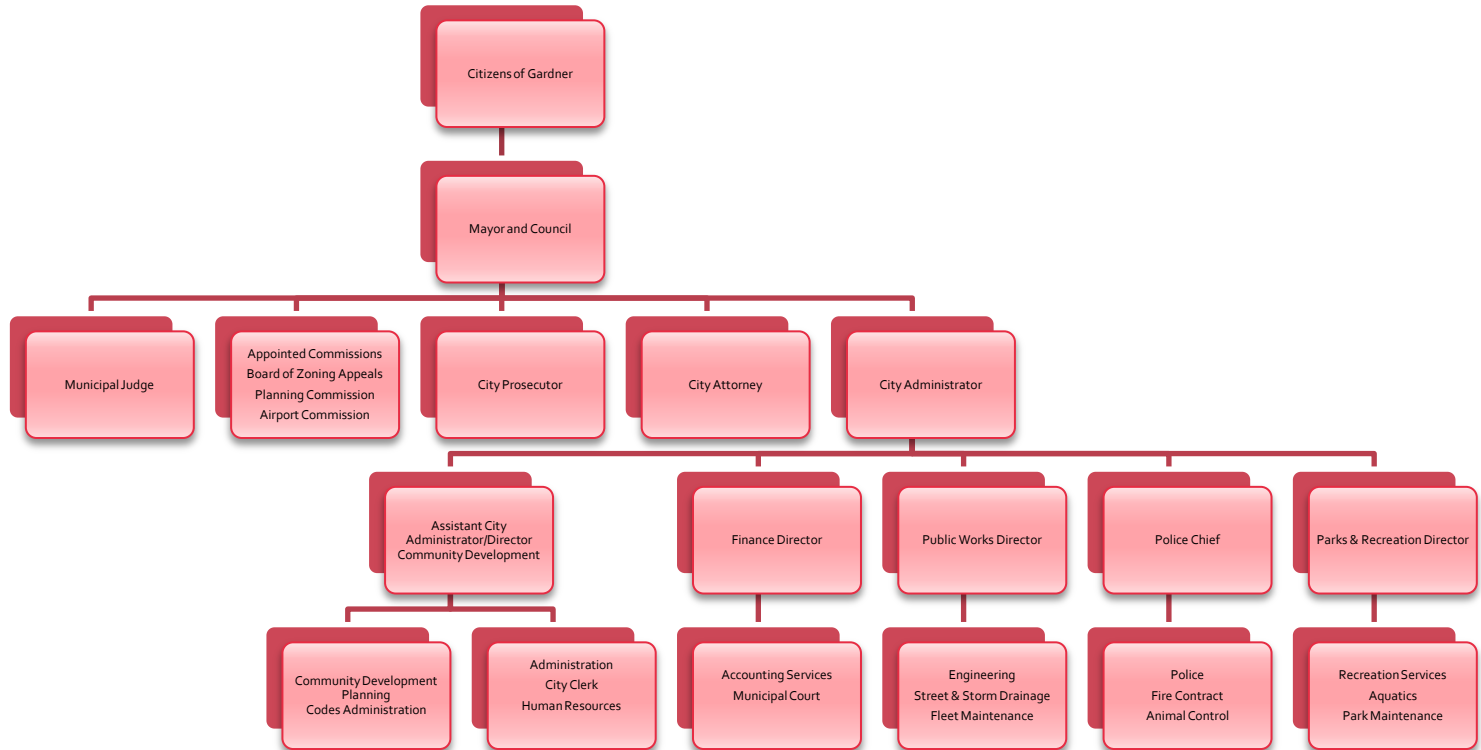 Citizens of Gardner
Mayor and Council
Municipal Judge
Appointed Commissions
Board of Zoning Appeals
Planning Commission
Airport Commission
City Prosecutor
City Attorney
City Administrator
Assistant City
Administrator/Director
Community Development
Finance Director
Public Works Director
Police Chief
Parks & Recreation Director
Community Development
Planning
Codes Administration
Administration
City Clerk
Human Resources
Accounting Services
Municipal Court
Engineering
Street & Storm Drainage
Fleet Maintenance
Police
Fire Contract
Animal Control
Recreation Services
Aquatics
Park Maintenance